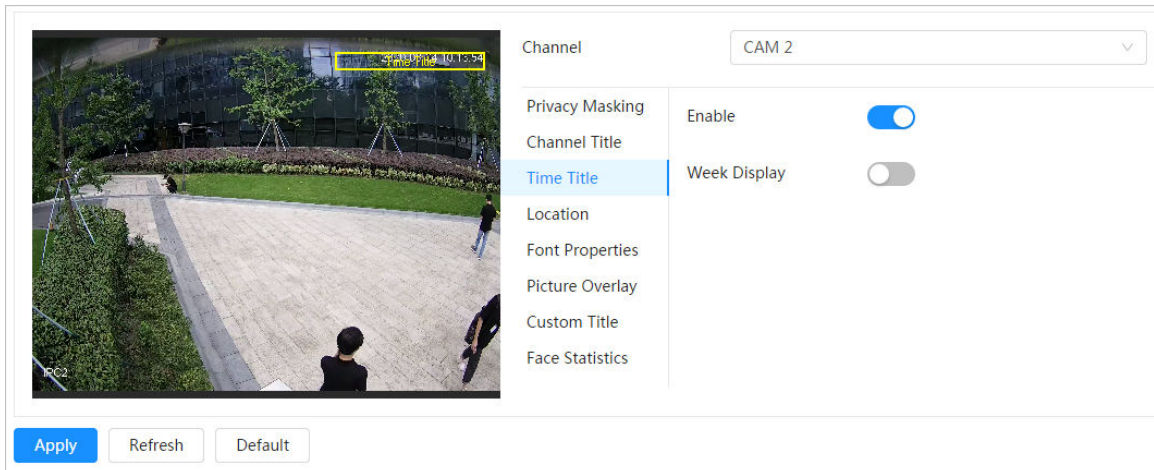 Channel
CAM 2
Time Title
IPC2
Privacy Masking
Channel Title
Time Title
Location
Font Properties
Picture Overlay
Custom Title
Face Statistics
Enable
Week Display
Apply
Refresh
Default